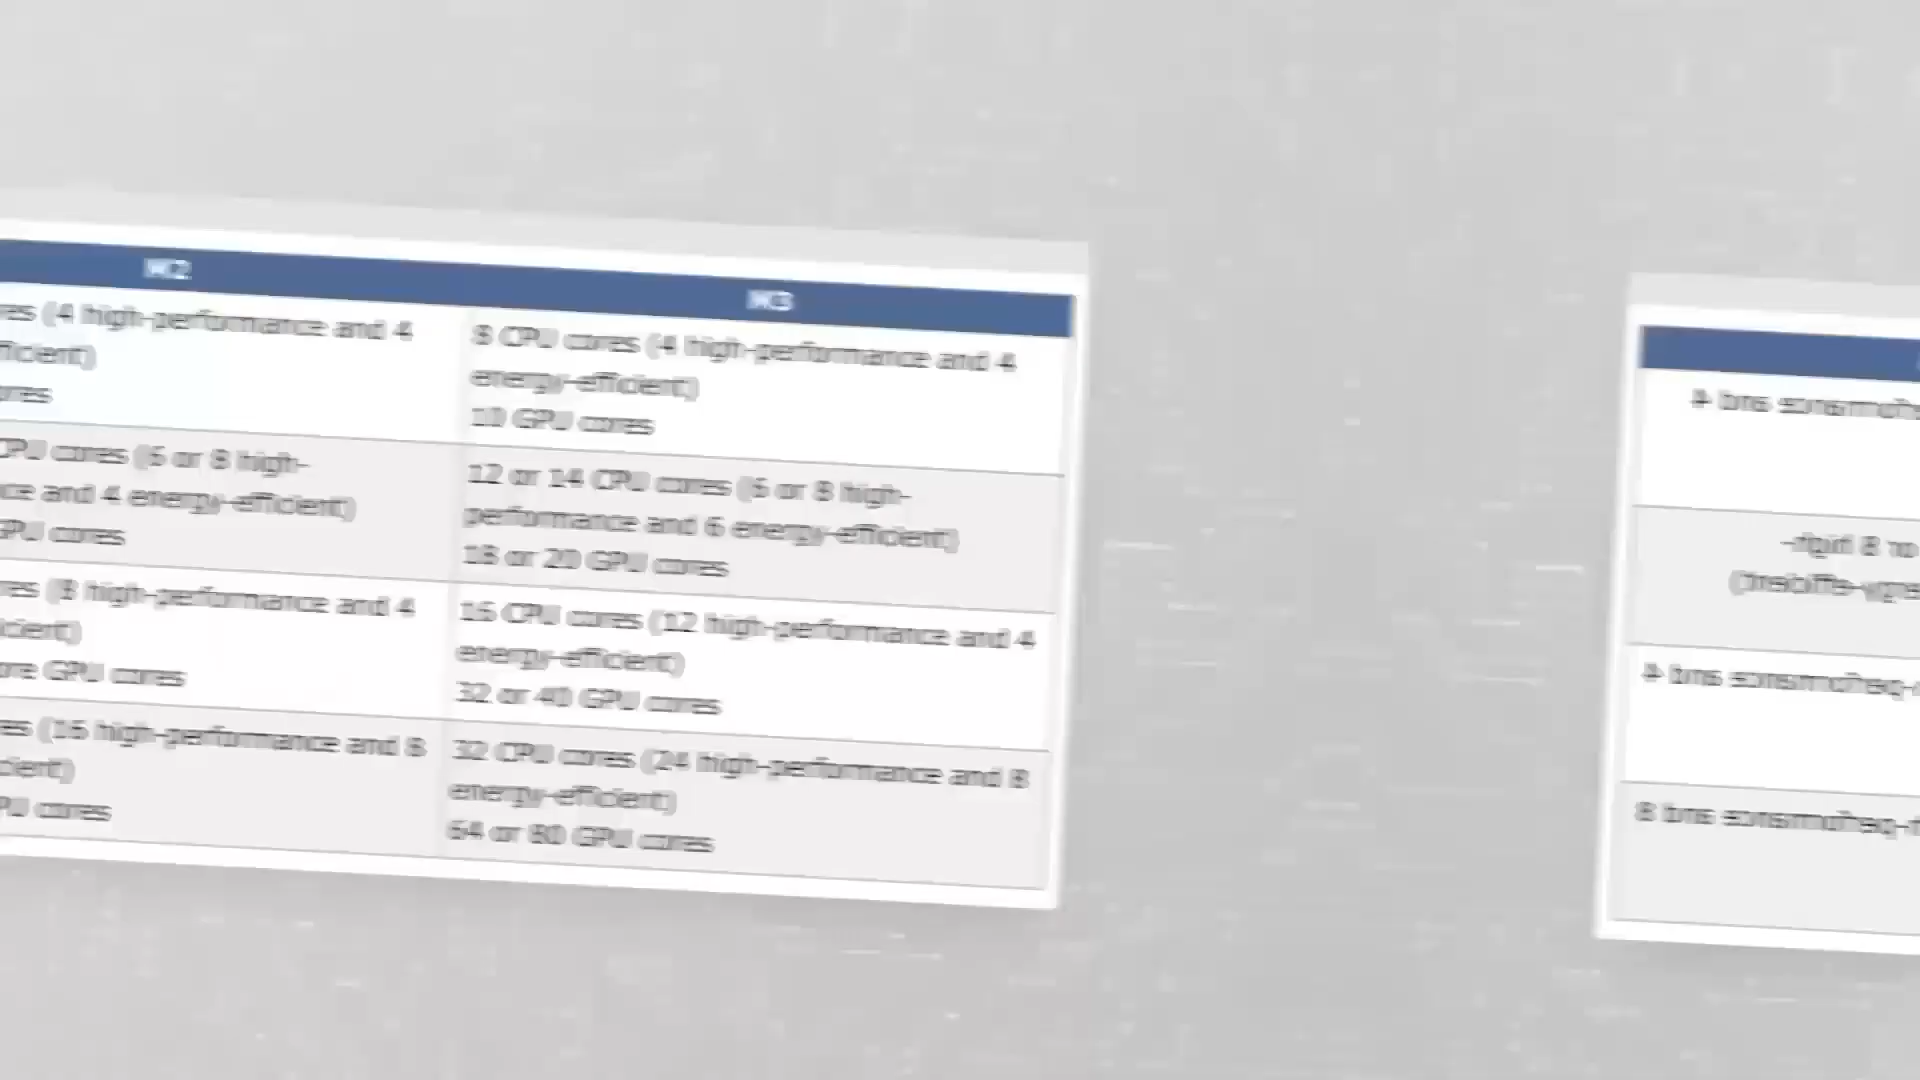 M2
M3
res (4 high-performance and 4
fficient)
ores
8 CPU cores (4 high-performance and 4
energy-efficient)
10 GPU cores
CPU cores (6 or 8 high-
ce and 4 energy-efficient)
GPU cores
12 or 14 CPU cores (6 or 8 high-
performance and 6 energy-efficient)
18 or 20 GPU cores
res (8 high-performance and 4
icient)
ore GPU cores
16 CPU cores (12 high-performance and 4
energy-efficient)
32 or 40 GPU cores
es (16 high-performance and 8
cient)
PU cores
32 CPU cores (24 high-performance and 8
energy-efficient)
64 or 80 GPU cores